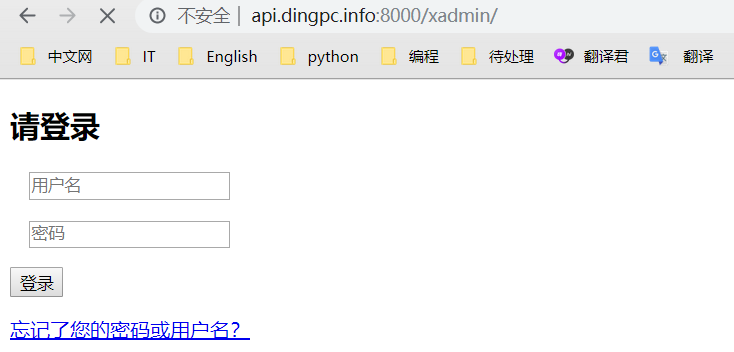 不安全 | api.dingpc.info:8000/xadmin/
中文网 IT English python 编程 待处理 翻译君 翻译
请登录
用户名
密码
登录
忘记了您的密码或用户名？